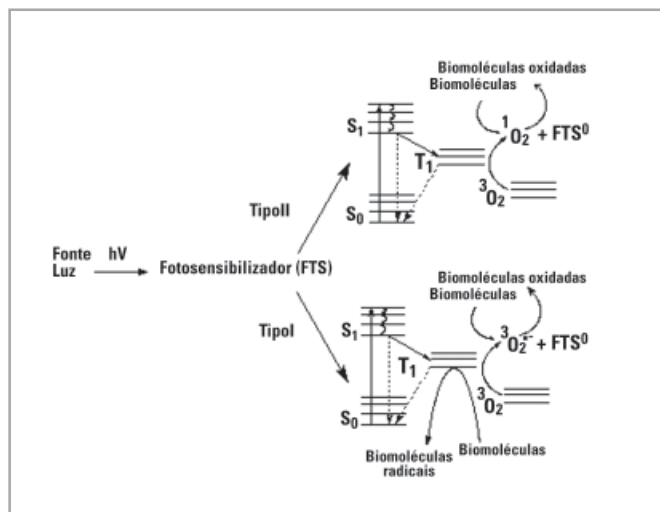 Biomoléculas oxidadas
Biomoléculas
S1
1O2 + FTS0
T1
3O2
S0
TipoII
Fonte Luz
hV
Fotosensibilizador (FTS)
TipoI
Biomoléculas oxidadas
Biomoléculas
S1
3O2•- + FTS0
T1
3O2
S0
Biomoléculas radicais
Biomoléculas